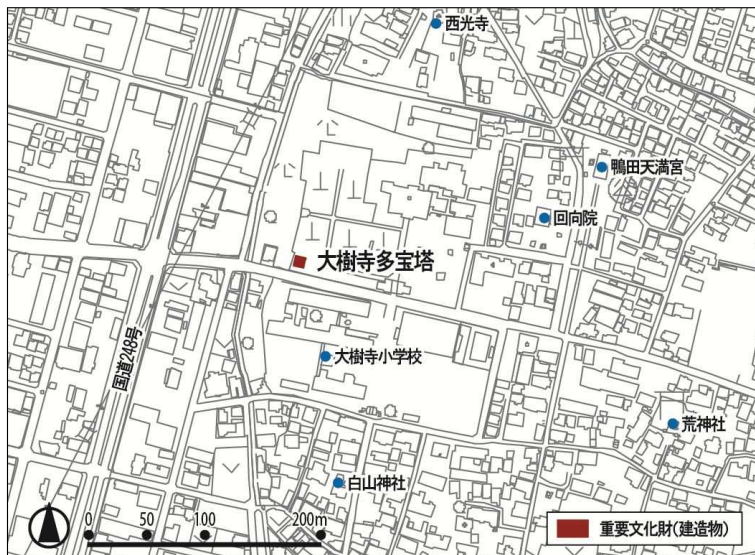 西光寺
鴨田天満宮
回向院
大樹寺多宝塔
国道248号
大樹寺小学校
荒神社
白山神社
0 50 100 200m
重要文化財(建造物)